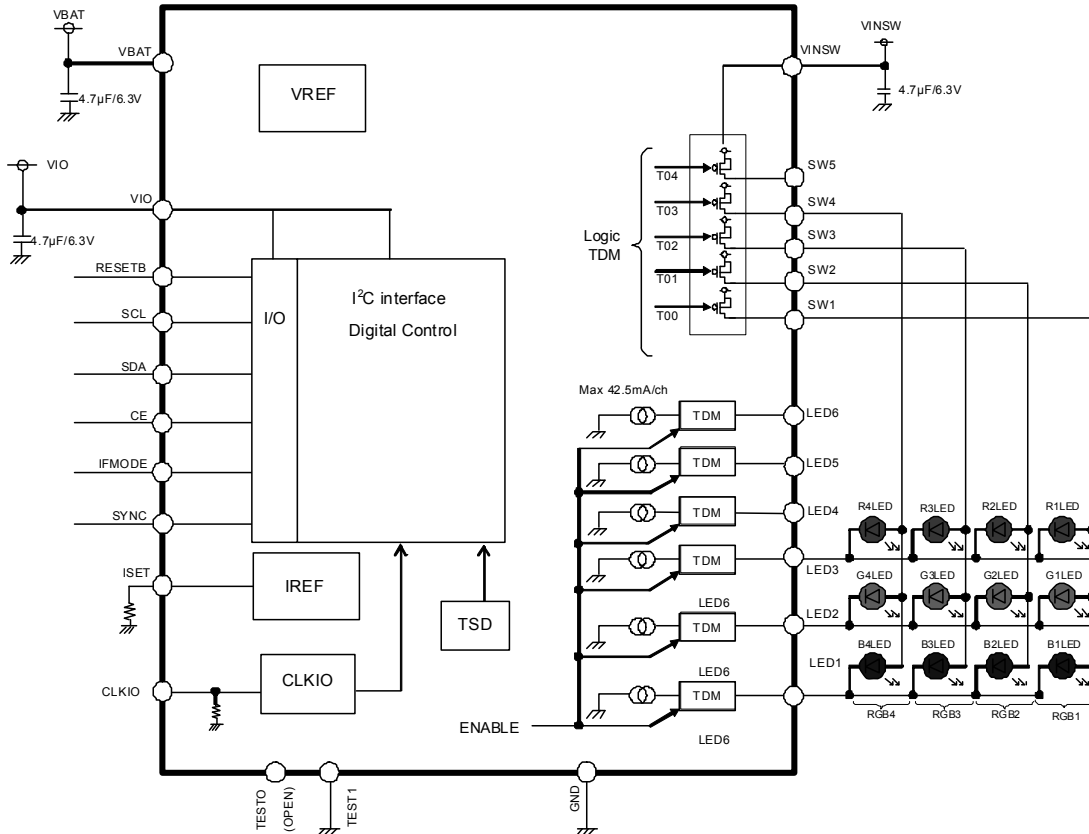 VBAT
VBAT
4.7μF/6.3V
VREF
VINSW
VINSW
4.7μF/6.3V
VIO
VIO
4.7μF/6.3V
RESETB
SCL
SDA
CE
IFMODE
SYNC
ISET
CLKIO
I/O
I²C interface
Digital Control
IREF
TSD
CLKIO
Logic
TDM
T04
T03
T02
T01
T00
SW5
SW4
SW3
SW2
SW1
Max 42.5mA/ch
TDM
LED6
TDM
LED5
TDM
LED4
TDM
LED3
LED6
TDM
LED2
LED6
TDM
LED1
LED6
ENABLE
R4LED R3LED R2LED R1LED
G4LED G3LED G2LED G1LED
B4LED B3LED B2LED B1LED
RGB4 RGB3 RGB2 RGB1
TESTO
(OPEN)
TEST1
GND